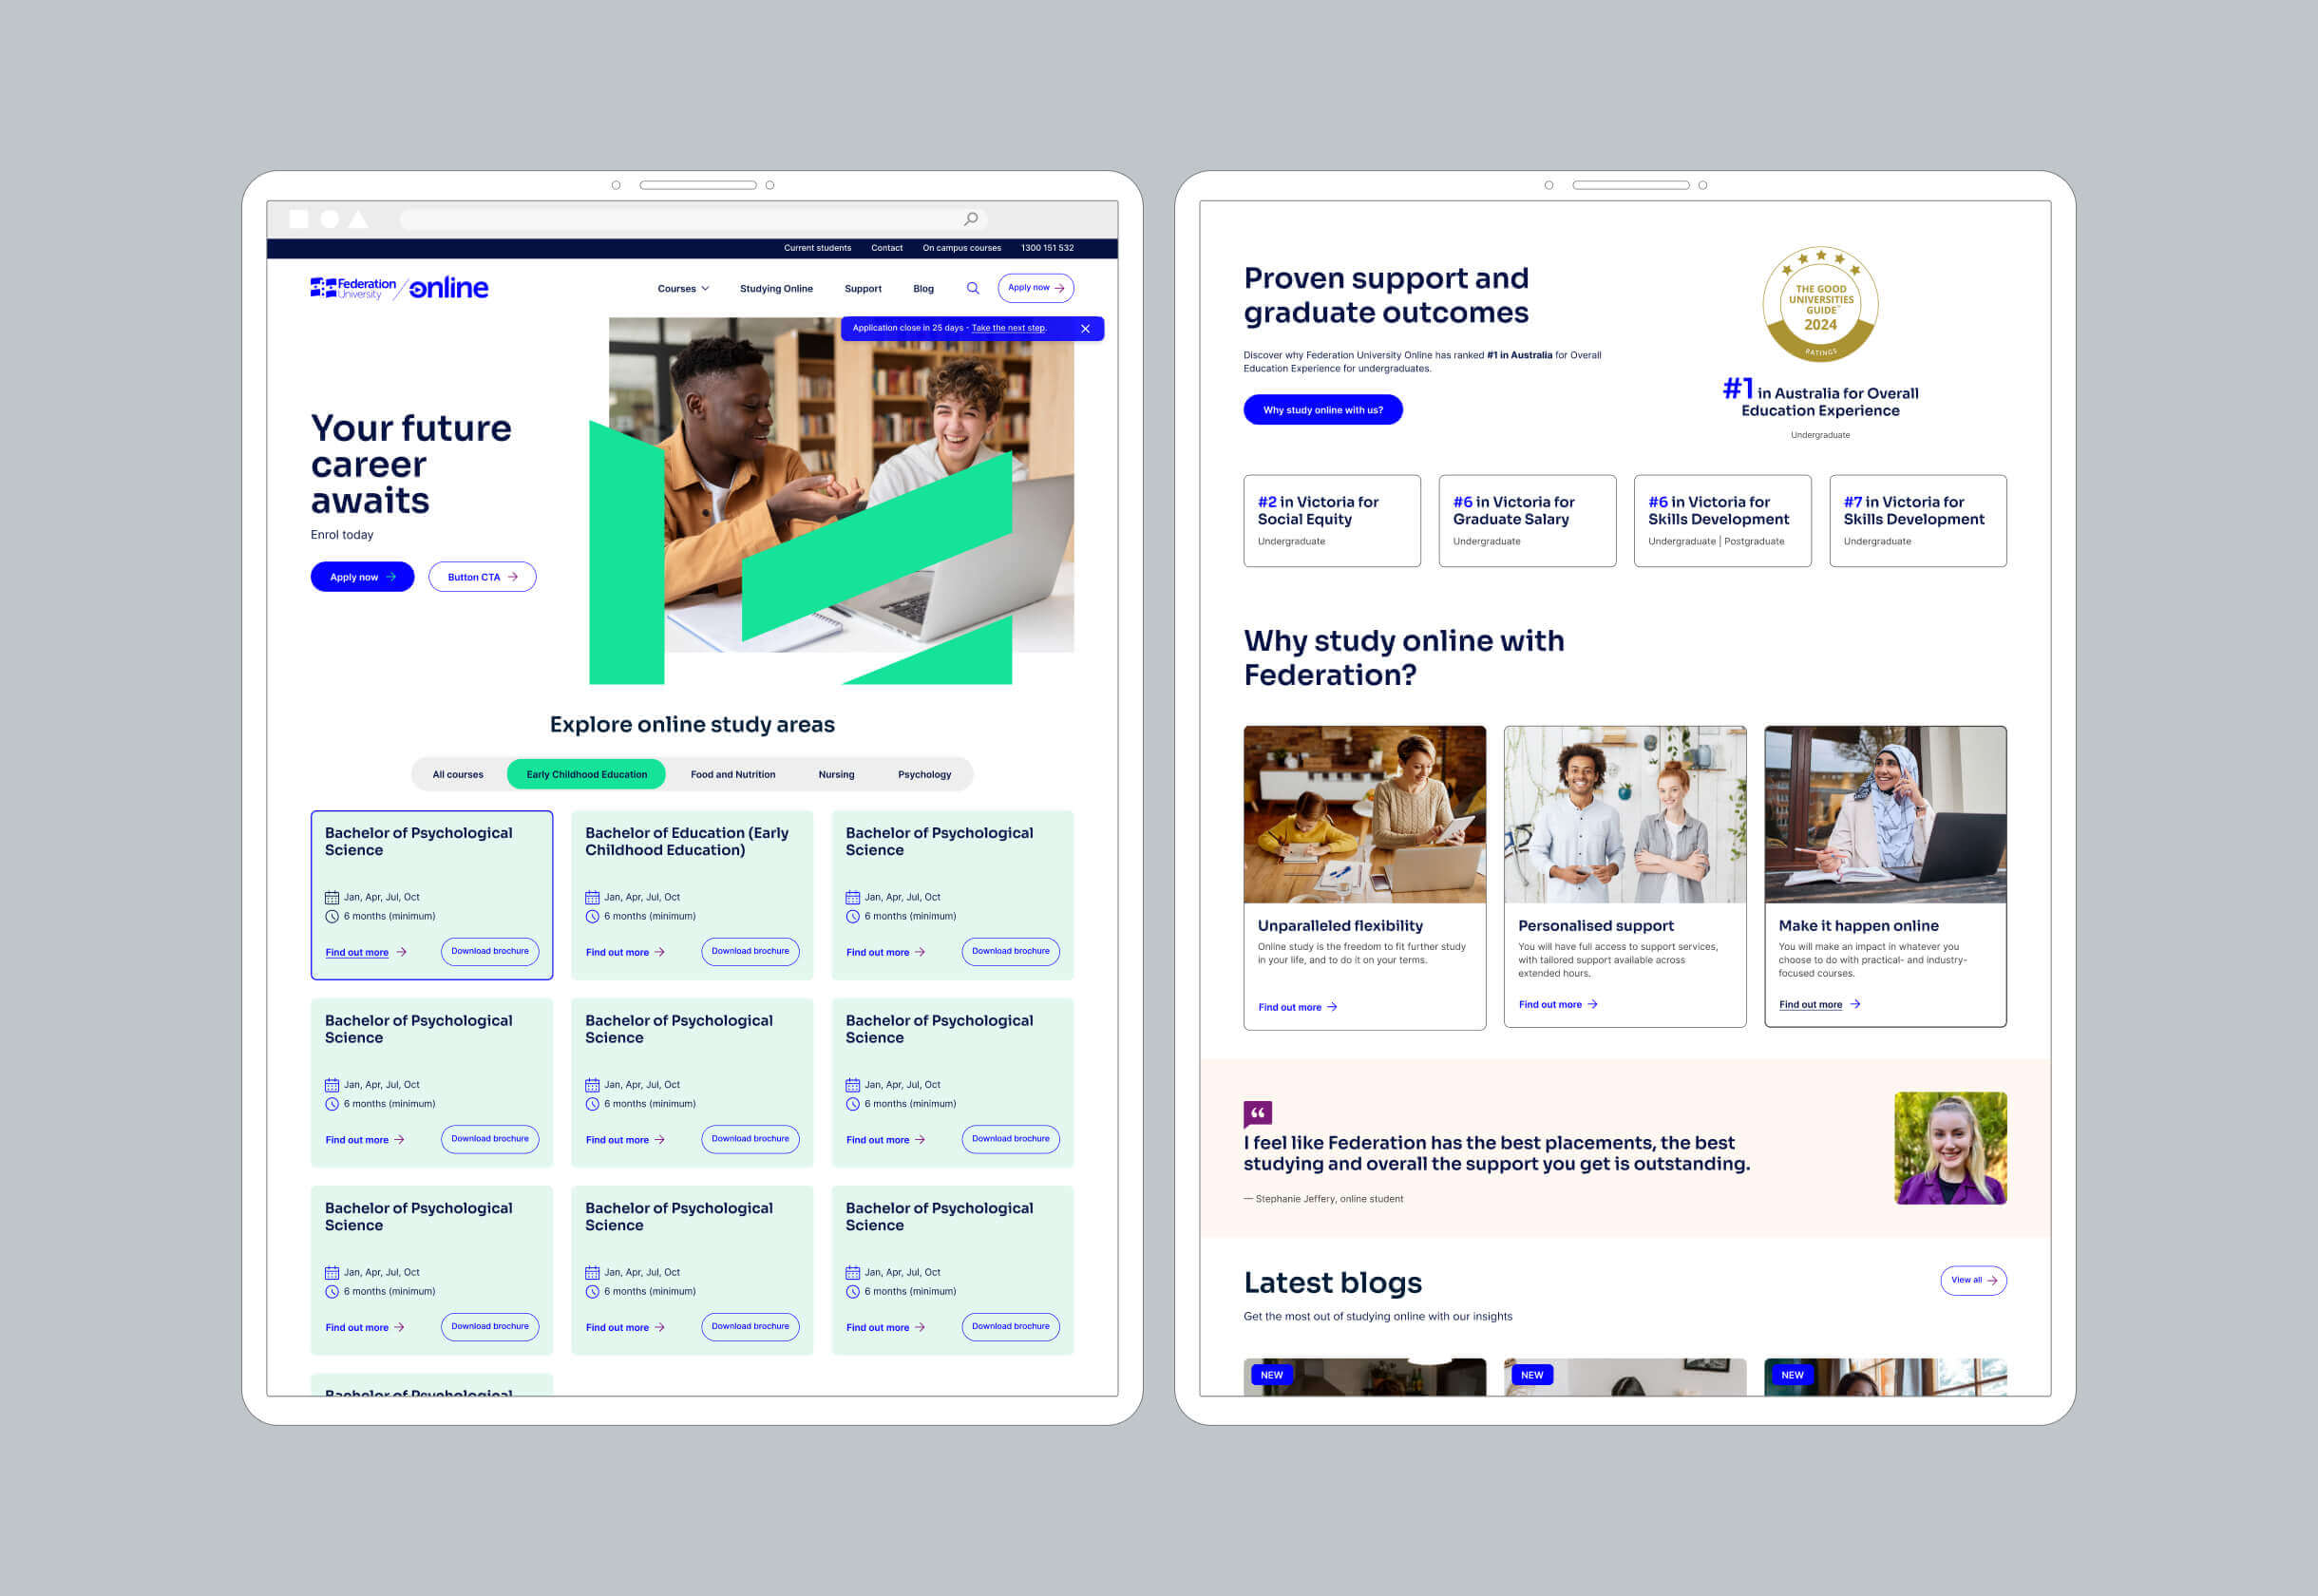 Current students Contact On campus courses 1300 151 532
Federation
University
online
Courses Studying Online Support Blog Apply now
Application close in 25 days - Take the next step.
Your future
career
awaits
Enrol today
Apply now Button CTA
Explore online study areas
All courses Early Childhood Education Food and Nutrition Nursing Psychology
Bachelor of Psychological
Science
Jan, Apr, Jul, Oct
6 months (minimum)
Find out more Download brochure
Bachelor of Education (Early
Childhood Education)
Jan, Apr, Jul, Oct
6 months (minimum)
Find out more Download brochure
Bachelor of Psychological
Science
Jan, Apr, Jul, Oct
6 months (minimum)
Find out more Download brochure
Bachelor of Psychological
Science
Jan, Apr, Jul, Oct
6 months (minimum)
Find out more Download brochure
Bachelor of Psychological
Science
Jan, Apr, Jul, Oct
6 months (minimum)
Find out more Download brochure
Bachelor of Psychological
Science
Jan, Apr, Jul, Oct
6 months (minimum)
Find out more Download brochure
Bachelor of Psychological
Science
Jan, Apr, Jul, Oct
6 months (minimum)
Find out more Download brochure
Bachelor of Psychological
Science
Jan, Apr, Jul, Oct
6 months (minimum)
Find out more Download brochure
Bachelor of Psychological
Science
Jan, Apr, Jul, Oct
6 months (minimum)
Find out more Download brochure
Bachelor of Psychological
Proven support and
graduate outcomes
Discover why Federation University Online has ranked #1 in Australia for Overall
Education Experience for undergraduates.
Why study online with us?
THE GOOD
UNIVERSITIES
GUIDE™
2024
RATINGS
#1 in Australia for Overall
Education Experience
Undergraduate
#2 in Victoria for
Social Equity
Undergraduate
#6 in Victoria for
Graduate Salary
Undergraduate
#6 in Victoria for
Skills Development
Undergraduate | Postgraduate
#7 in Victoria for
Skills Development
Undergraduate
Why study online with
Federation?
Unparalleled flexibility
Online study is the freedom to fit further study
in your life, and to do it on your terms.
Find out more
Personalised support
You will have full access to support services,
with tailored support available across
extended hours.
Find out more
Make it happen online
You will make an impact in whatever you
choose to do with practical- and industry-
focused courses.
Find out more
“
I feel like Federation has the best placements, the best
studying and overall the support you get is outstanding.
— Stephanie Jeffery, online student
Latest blogs
View all
Get the most out of studying online with our insights
NEW
NEW
NEW